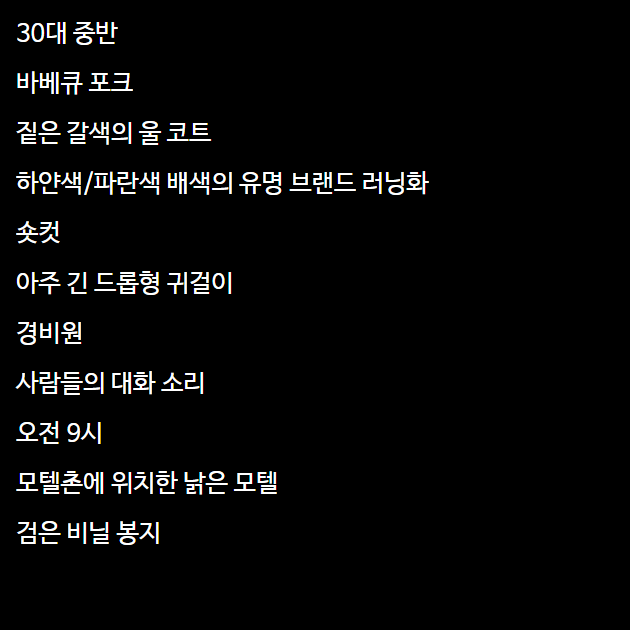 30대 중반
바베큐 포크
짙은 갈색의 울 코트
하얀색/파란색 배색의 유명 브랜드 러닝화
숏컷
아주 긴 드롭형 귀걸이
경비원
사람들의 대화 소리
오전 9시
모텔촌에 위치한 낡은 모텔
검은 비닐 봉지